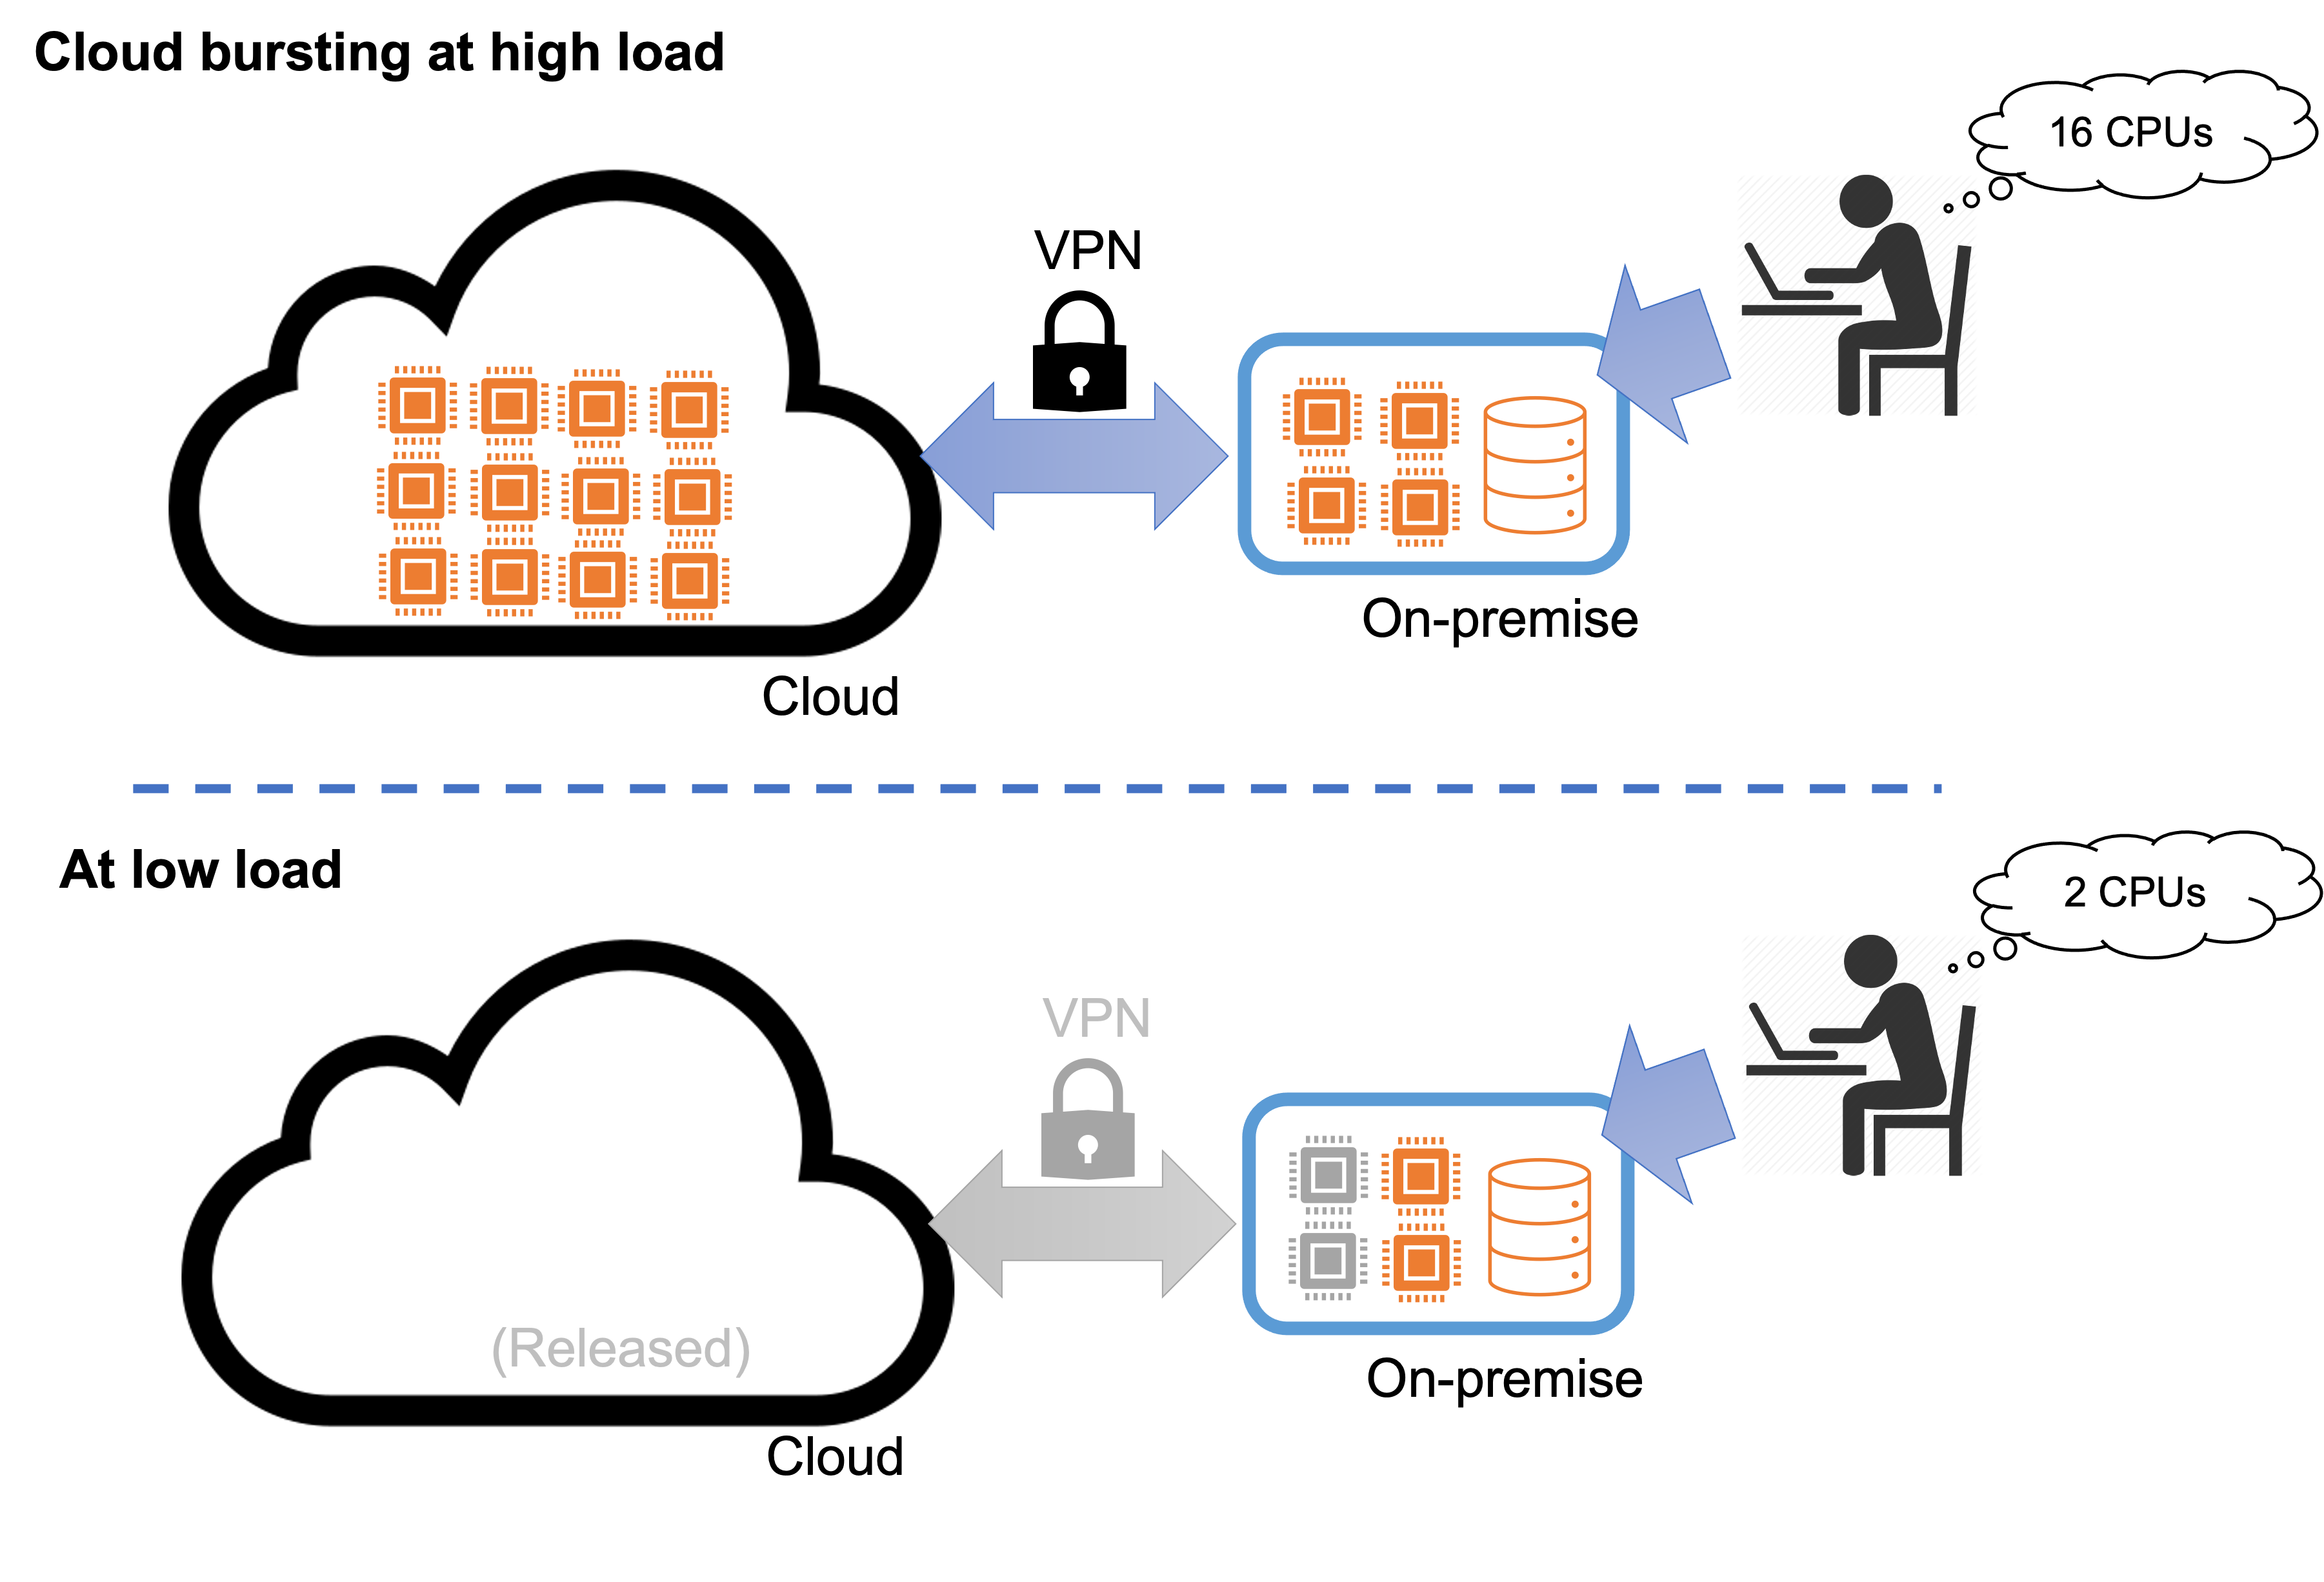 Cloud bursting at high load
16 CPUs
VPN
On-premise
Cloud
At low load
2 CPUs
VPN
(Released)
On-premise
Cloud